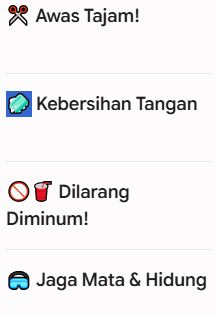 Awas Tajam!
Kebersihan Tangan
Dilarang
Diminum!
Jaga Mata & Hidung